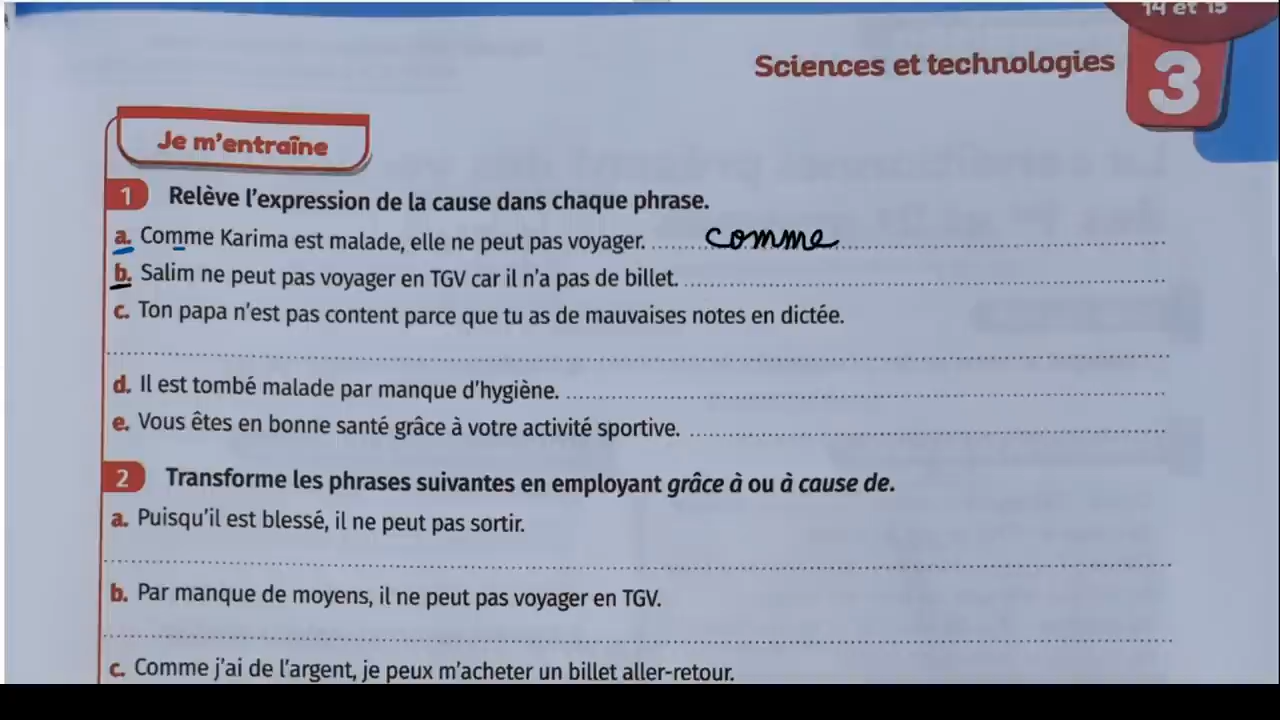 14 et 15
Sciences et technologies
3
Je m'entraîne
1 Relève l'expression de la cause dans chaque phrase.
a. Comme Karima est malade, elle ne peut pas voyager. ........ comme ........
b. Salim ne peut pas voyager en TGV car il n'a pas de billet. ........
c. Ton papa n'est pas content parce que tu as de mauvaises notes en dictée.
d. Il est tombé malade par manque d'hygiène. ........
e. Vous êtes en bonne santé grâce à votre activité sportive. ........
2 Transforme les phrases suivantes en employant grâce à ou à cause de.
a. Puisqu'il est blessé, il ne peut pas sortir.
b. Par manque de moyens, il ne peut pas voyager en TGV.
c. Comme j'ai de l'argent, je peux m'acheter un billet aller-retour.